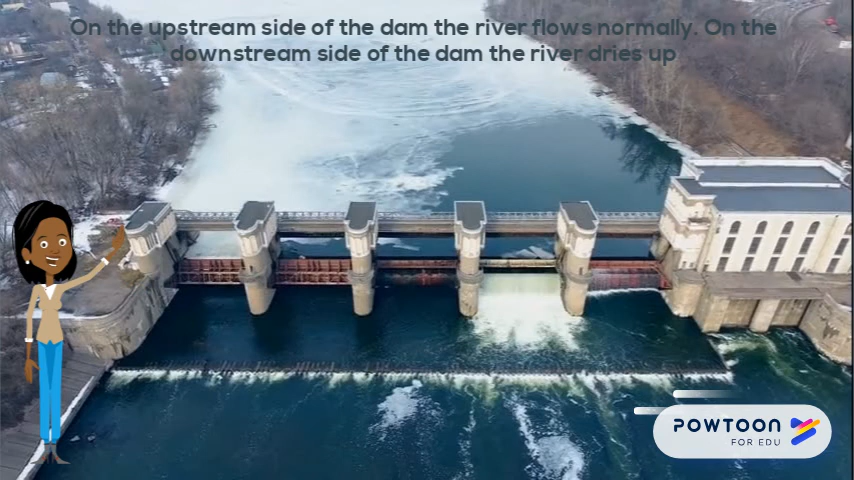 On the upstream side of the dam the river flows normally. On the
downstream side of the dam the river dries up
POWTOON
FOR EDU